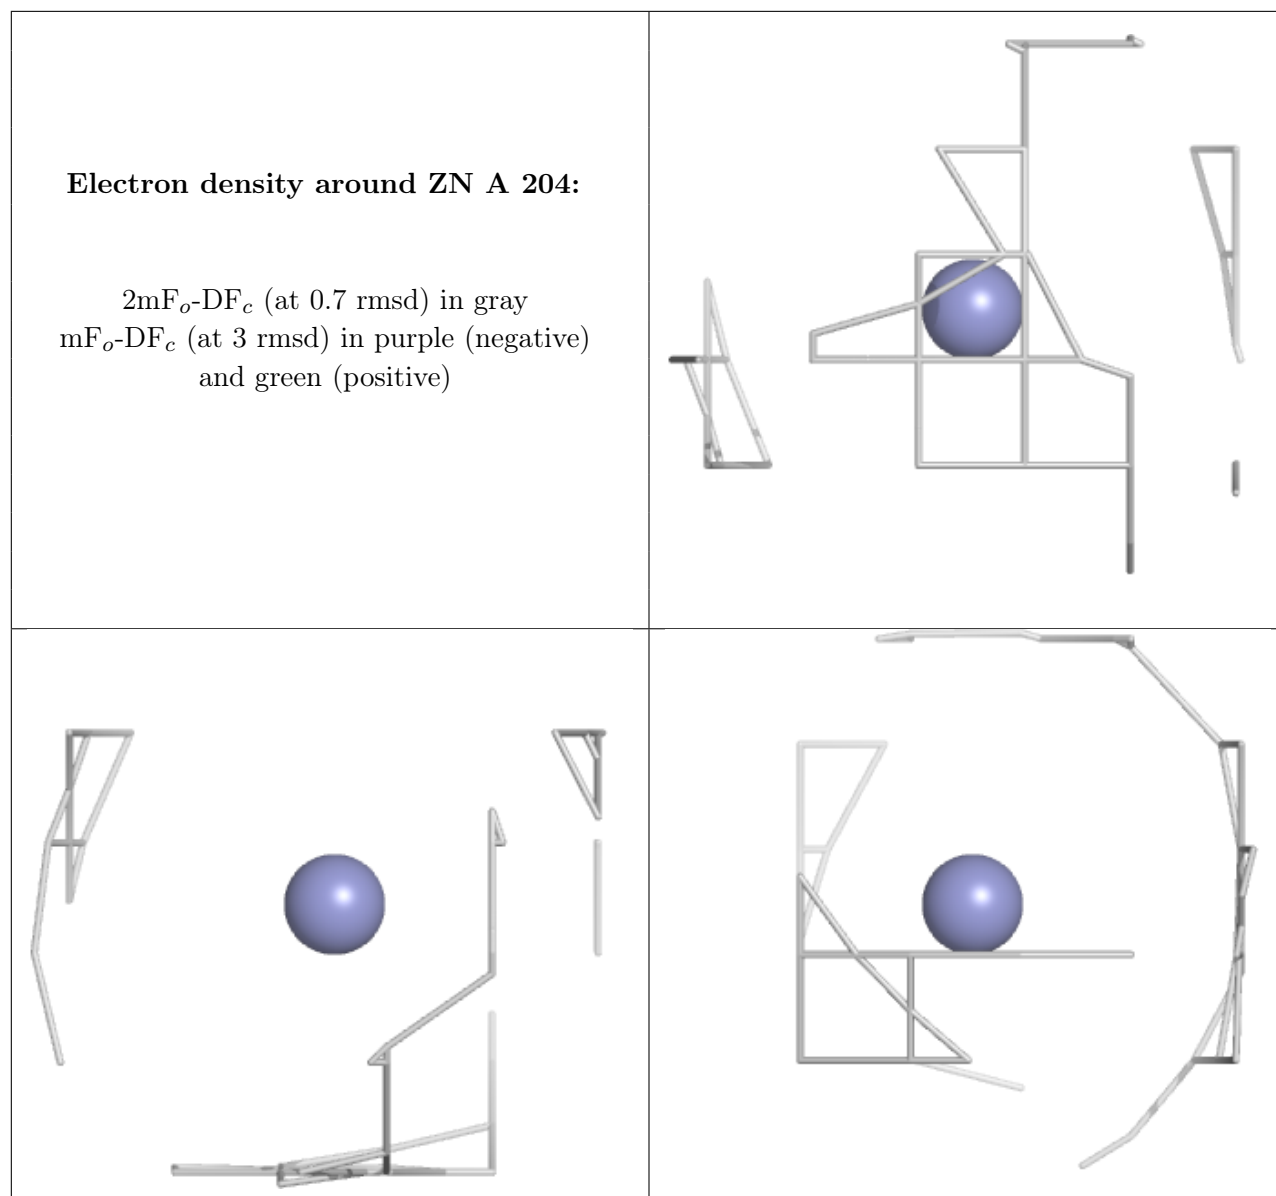 Electron density around ZN A 204:
2mFₒ-DF𝒸 (at 0.7 rmsd) in gray
mFₒ-DF𝒸 (at 3 rmsd) in purple (negative)
and green (positive)